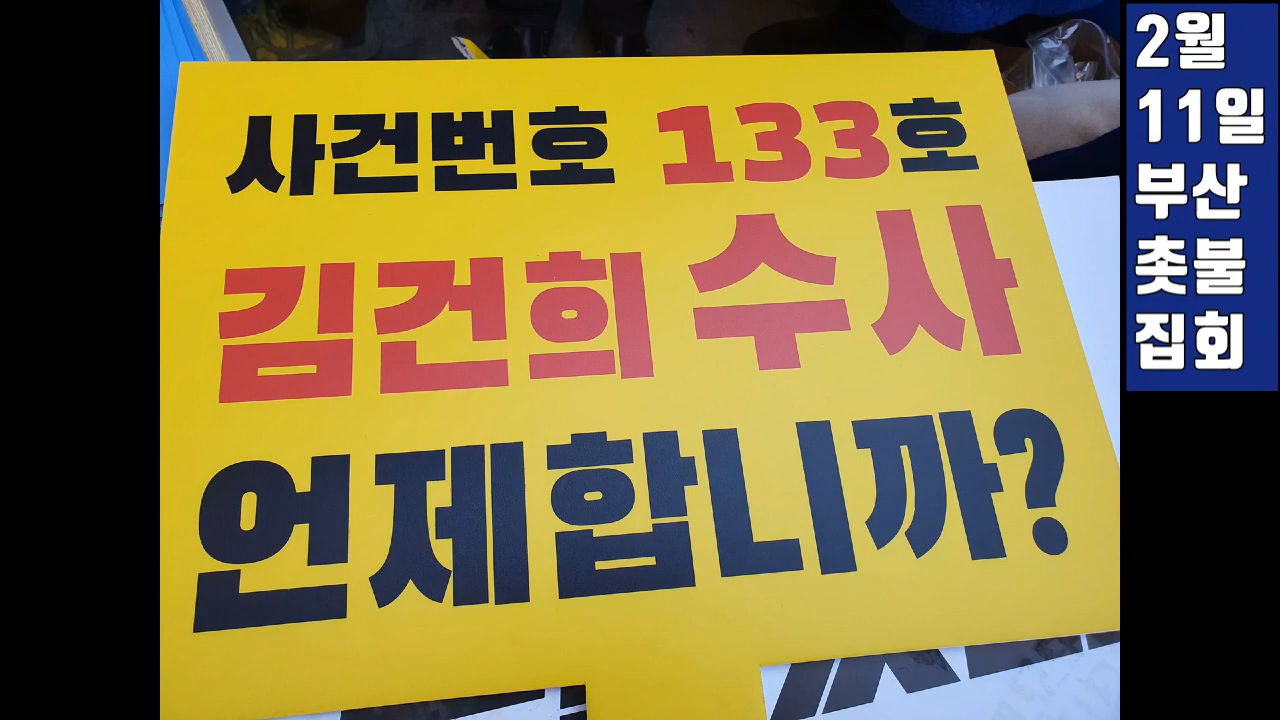 사건번호 133호
김건희 수사
언제합니까?
2월
11일
부산
촛불
집회